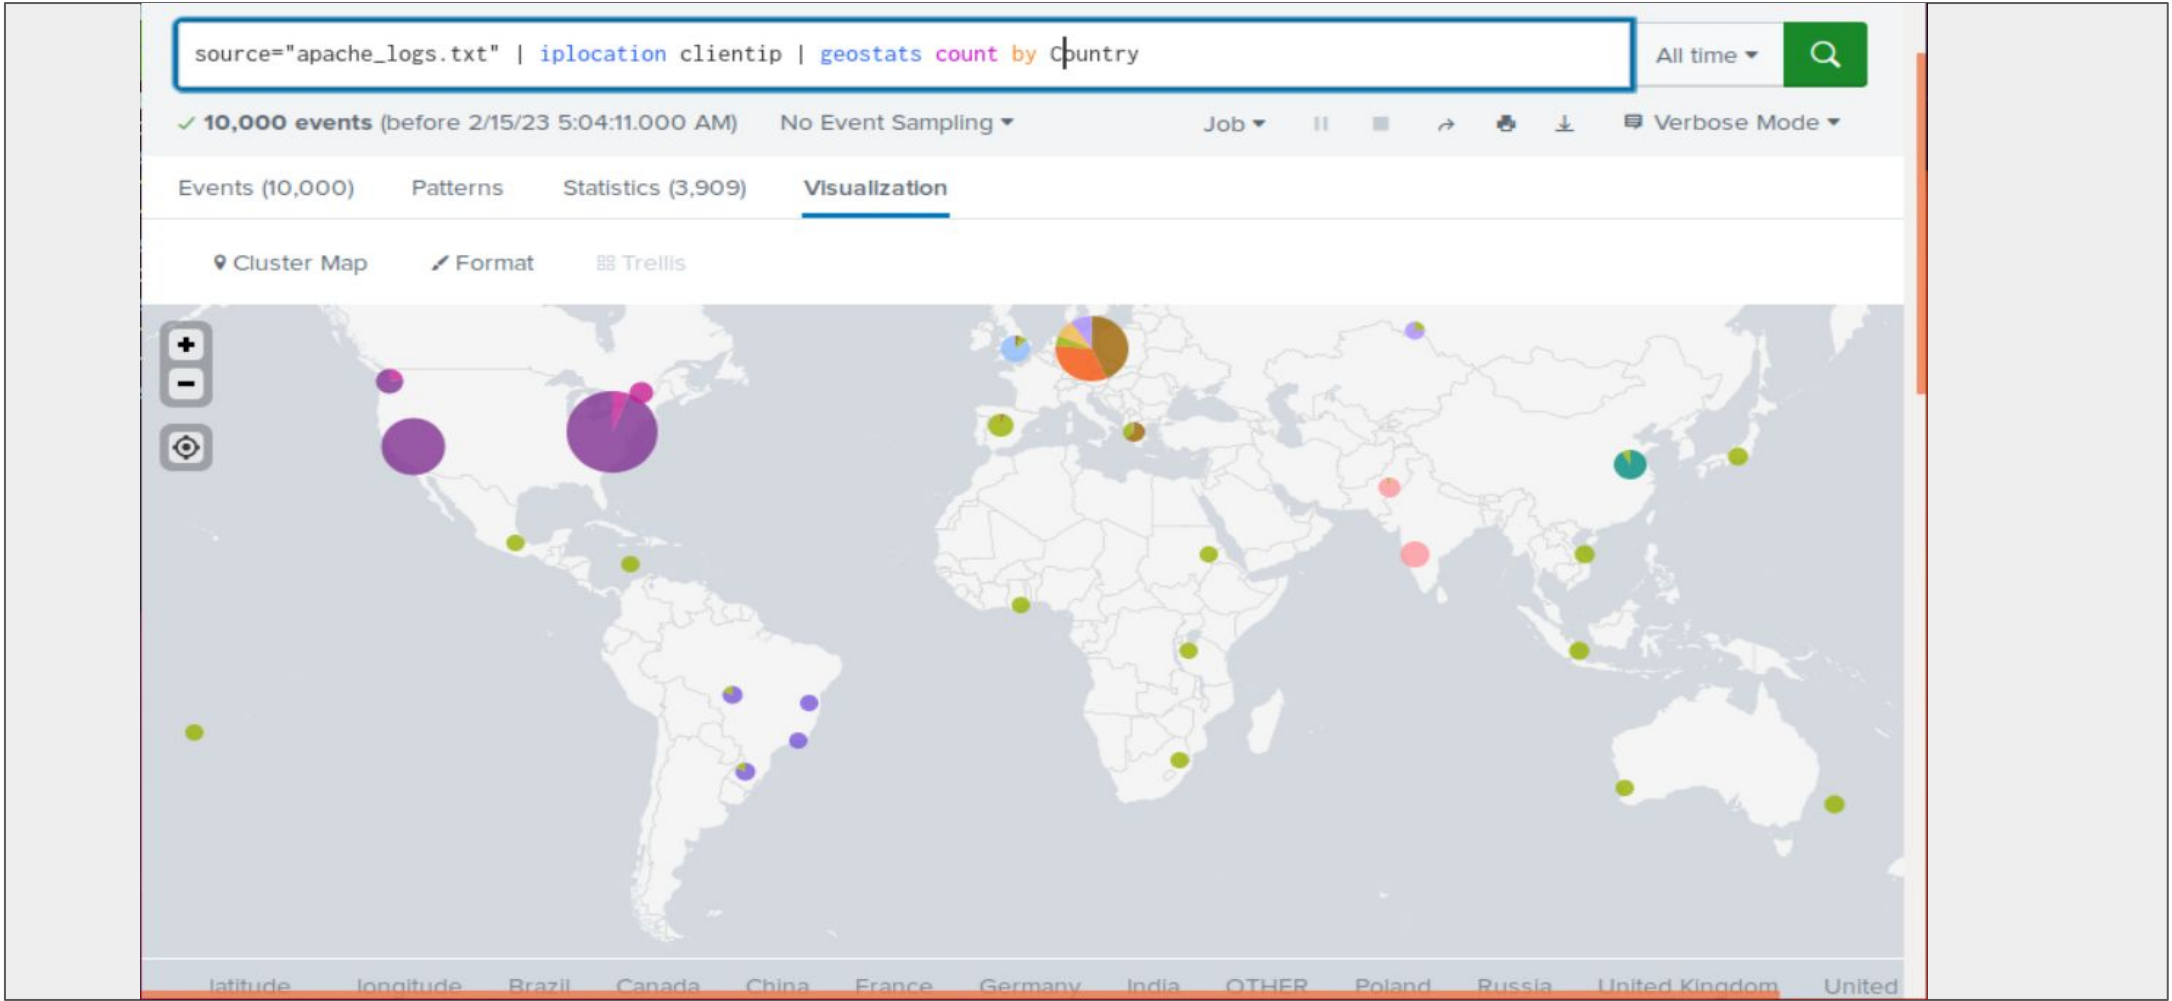 source="apache_logs.txt" | iplocation clientip | geostats count by Country
All time
10,000 events (before 2/15/23 5:04:11.000 AM)
No Event Sampling
Job
Verbose Mode
Events (10,000)
Patterns
Statistics (3,909)
Visualization
Cluster Map
Format
Trellis
+
−
latitude
longitude
Brazil
Canada
China
France
Germany
India
OTHER
Poland
Russia
United Kingdom
United